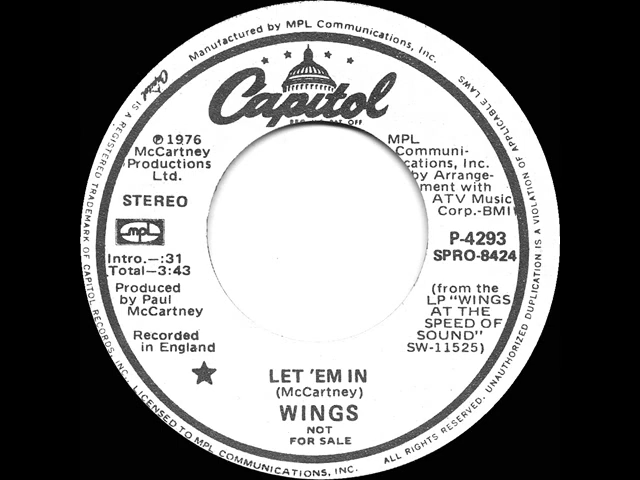 Manufactured by MPL Communications, Inc.
Capitol
REG. U.S. PAT. OFF.
℗ 1976
McCartney
Productions
Ltd.
STEREO
mpl
Intro.–:31
Total–3:43
Produced
by Paul
McCartney
Recorded
in England
MPL
Communi-
cations, Inc.
by Arrange-
ment with
ATV Music
Corp.-BMI
P-4293
SPRO-8424
(from the
LP "WINGS
AT THE
SPEED OF
SOUND"
SW-11525)
LET 'EM IN
(McCartney)
WINGS
NOT
FOR SALE
Capitol IS A REGISTERED TRADEMARK OF CAPITOL RECORDS, INC. LICENSED TO MPL COMMUNICATIONS, INC.
ALL RIGHTS RESERVED. UNAUTHORIZED DUPLICATION IS A VIOLATION OF APPLICABLE LAWS